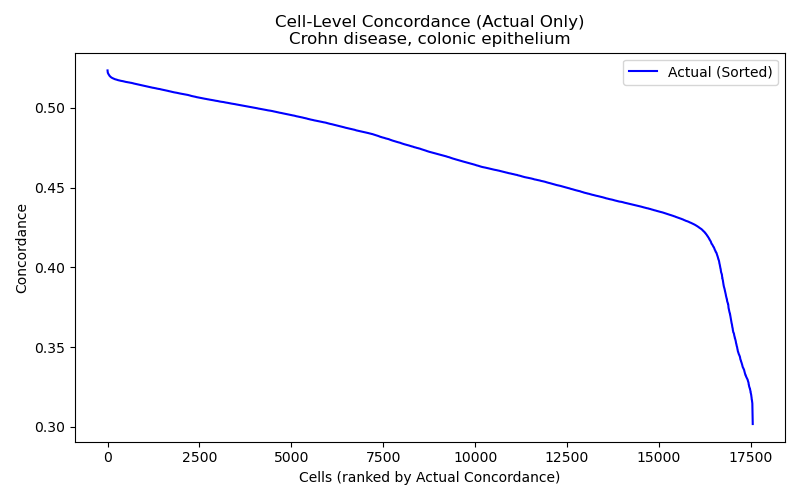 Cell-Level Concordance (Actual Only)
Crohn disease, colonic epithelium
Actual (Sorted)
Concordance
0.50
0.45
0.40
0.35
0.30
0 2500 5000 7500 10000 12500 15000 17500
Cells (ranked by Actual Concordance)